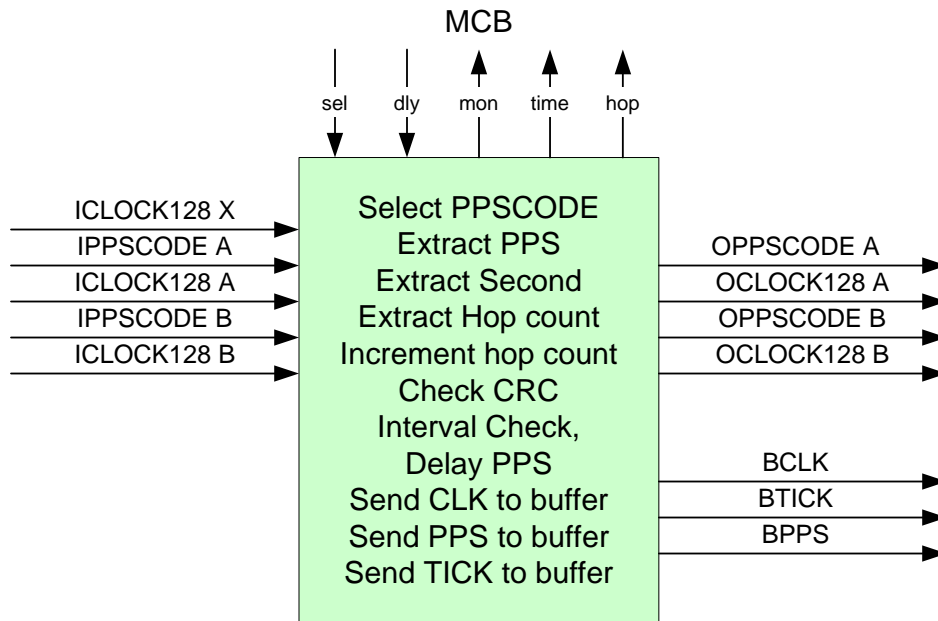 MCB
sel dly mon time hop
ICLOCK128 X
IPPSCODE A
ICLOCK128 A
IPPSCODE B
ICLOCK128 B
Select PPSCODE
Extract PPS
Extract Second
Extract Hop count
Increment hop count
Check CRC
Interval Check,
Delay PPS
Send CLK to buffer
Send PPS to buffer
Send TICK to buffer
OPPSCODE A
OCLOCK128 A
OPPSCODE B
OCLOCK128 B
BCLK
BTICK
BPPS